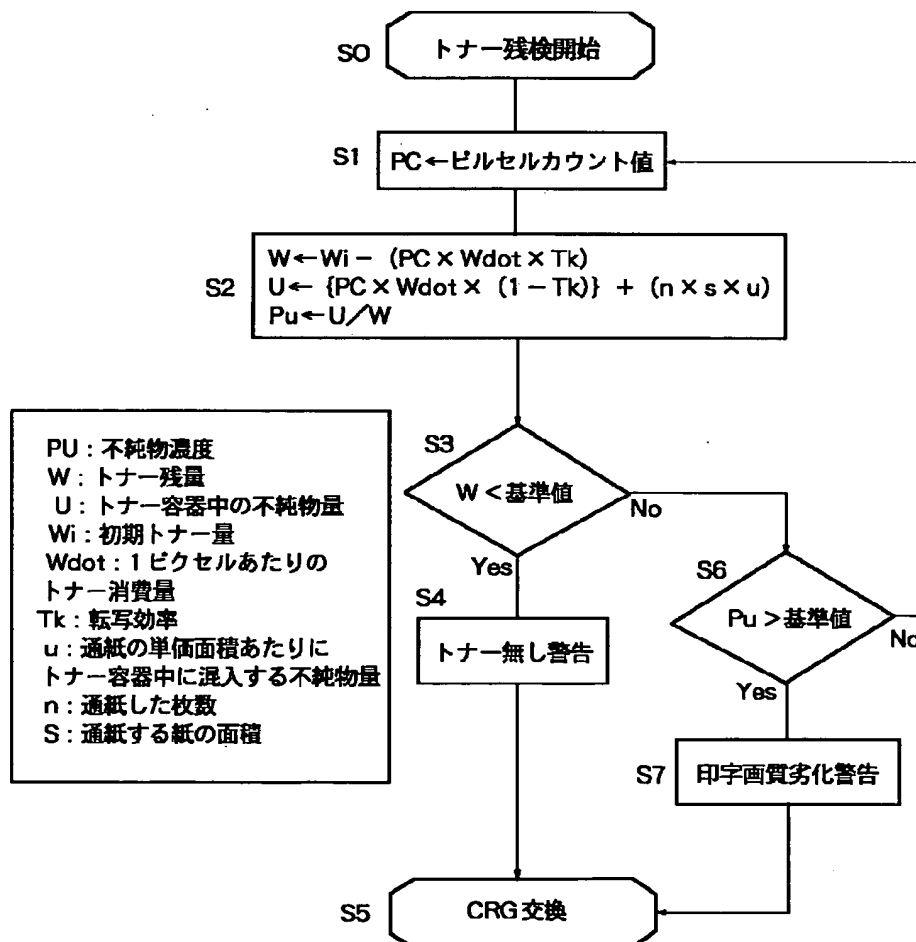 S0 トナー残検開始
S1 PC←ピルセルカウント値
W←Wi－（PC×Wdot×Tk）
S2 U←｛PC×Wdot×（1－Tk）｝＋（n×s×u）
Pu←U／W
PU：不純物濃度
W：トナー残量
U：トナー容器中の不純物量
Wi：初期トナー量
Wdot：1ピクセルあたりの
トナー消費量
Tk：転写効率
u：通紙の単価面積あたりに
トナー容器中に混入する不純物量
n：通紙した枚数
S：通紙する紙の面積
S3
W＜基準値
No
Yes
S4
トナー無し警告
S6
Pu＞基準値
No
Yes
S7 印字画質劣化警告
S5 CRG交換